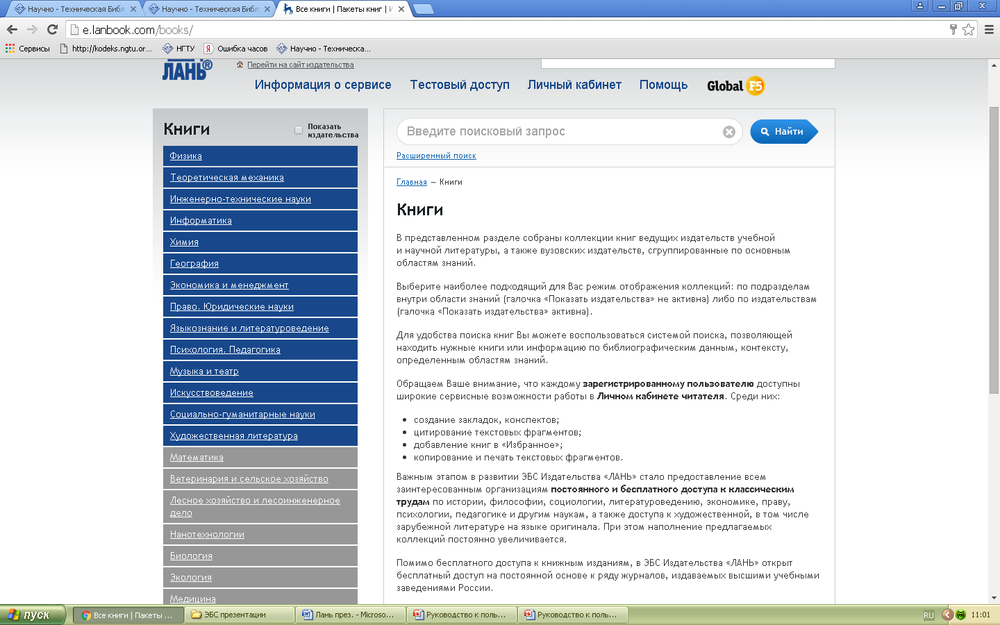 Научно - Техническая Библ
Научно - Техническая Библ
Все книги | Пакеты книг | И
e.lanbook.com/books/
Сервисы
http://kodeks.ngtu.or...
НГТУ
Ошибка часов
Научно - Техническа...
ЛАНЬ®
Перейти на сайт издательства
Информация о сервисе
Тестовый доступ
Личный кабинет
Помощь
Global F5
Книги
Показать
издательства
Физика
Теоретическая механика
Инженерно-технические науки
Информатика
Химия
География
Экономика и менеджмент
Право. Юридические науки
Языкознание и литературоведение
Психология. Педагогика
Музыка и театр
Искусствоведение
Социально-гуманитарные науки
Художественная литература
Математика
Ветеринария и сельское хозяйство
Лесное хозяйство и лесоинженерное
дело
Нанотехнологии
Биология
Экология
Медицина
Введите поисковый запрос
Найти
Расширенный поиск
Главная — Книги
Книги
В представленном разделе собраны коллекции книг ведущих издательств учебной
и научной литературы, а также вузовских издательств, сгруппированные по основным
областям знаний.
Выберите наиболее подходящий для Вас режим отображения коллекций: по подразделам
внутри области знаний (галочка «Показать издательства» не активна) либо по издательствам
(галочка «Показать издательства» активна).
Для удобства поиска книг Вы можете воспользоваться системой поиска, позволяющей
находить нужные книги или информацию по библиографическим данным, контексту,
определенным областям знаний.
Обращаем Ваше внимание, что каждому зарегистрированному пользователю доступны
широкие сервисные возможности работы в Личном кабинете читателя. Среди них:
• создание закладок, конспектов;
• цитирование текстовых фрагментов;
• добавление книг в «Избранное»;
• копирование и печать текстовых фрагментов.
Важным этапом в развитии ЭБС Издательства «ЛАНЬ» стало предоставление всем
заинтересованным организациям постоянного и бесплатного доступа к классическим
трудам по истории, философии, социологии, литературоведению, экономике, праву,
психологии, педагогике и другим наукам, а также доступа к художественной, в том числе
зарубежной литературе на языке оригинала. При этом наполнение предлагаемых
коллекций постоянно увеличивается.
Помимо бесплатного доступа к книжным изданиям, в ЭБС Издательства «ЛАНЬ» открыт
бесплатный доступ на постоянной основе к ряду журналов, издаваемых высшими учебными
заведениями России.
пуск
Все книги | Пакеты ...
ЭБС презентации
Лань през. - Microso...
Руководство к поль...
Руководство к поль...
RU
11:01